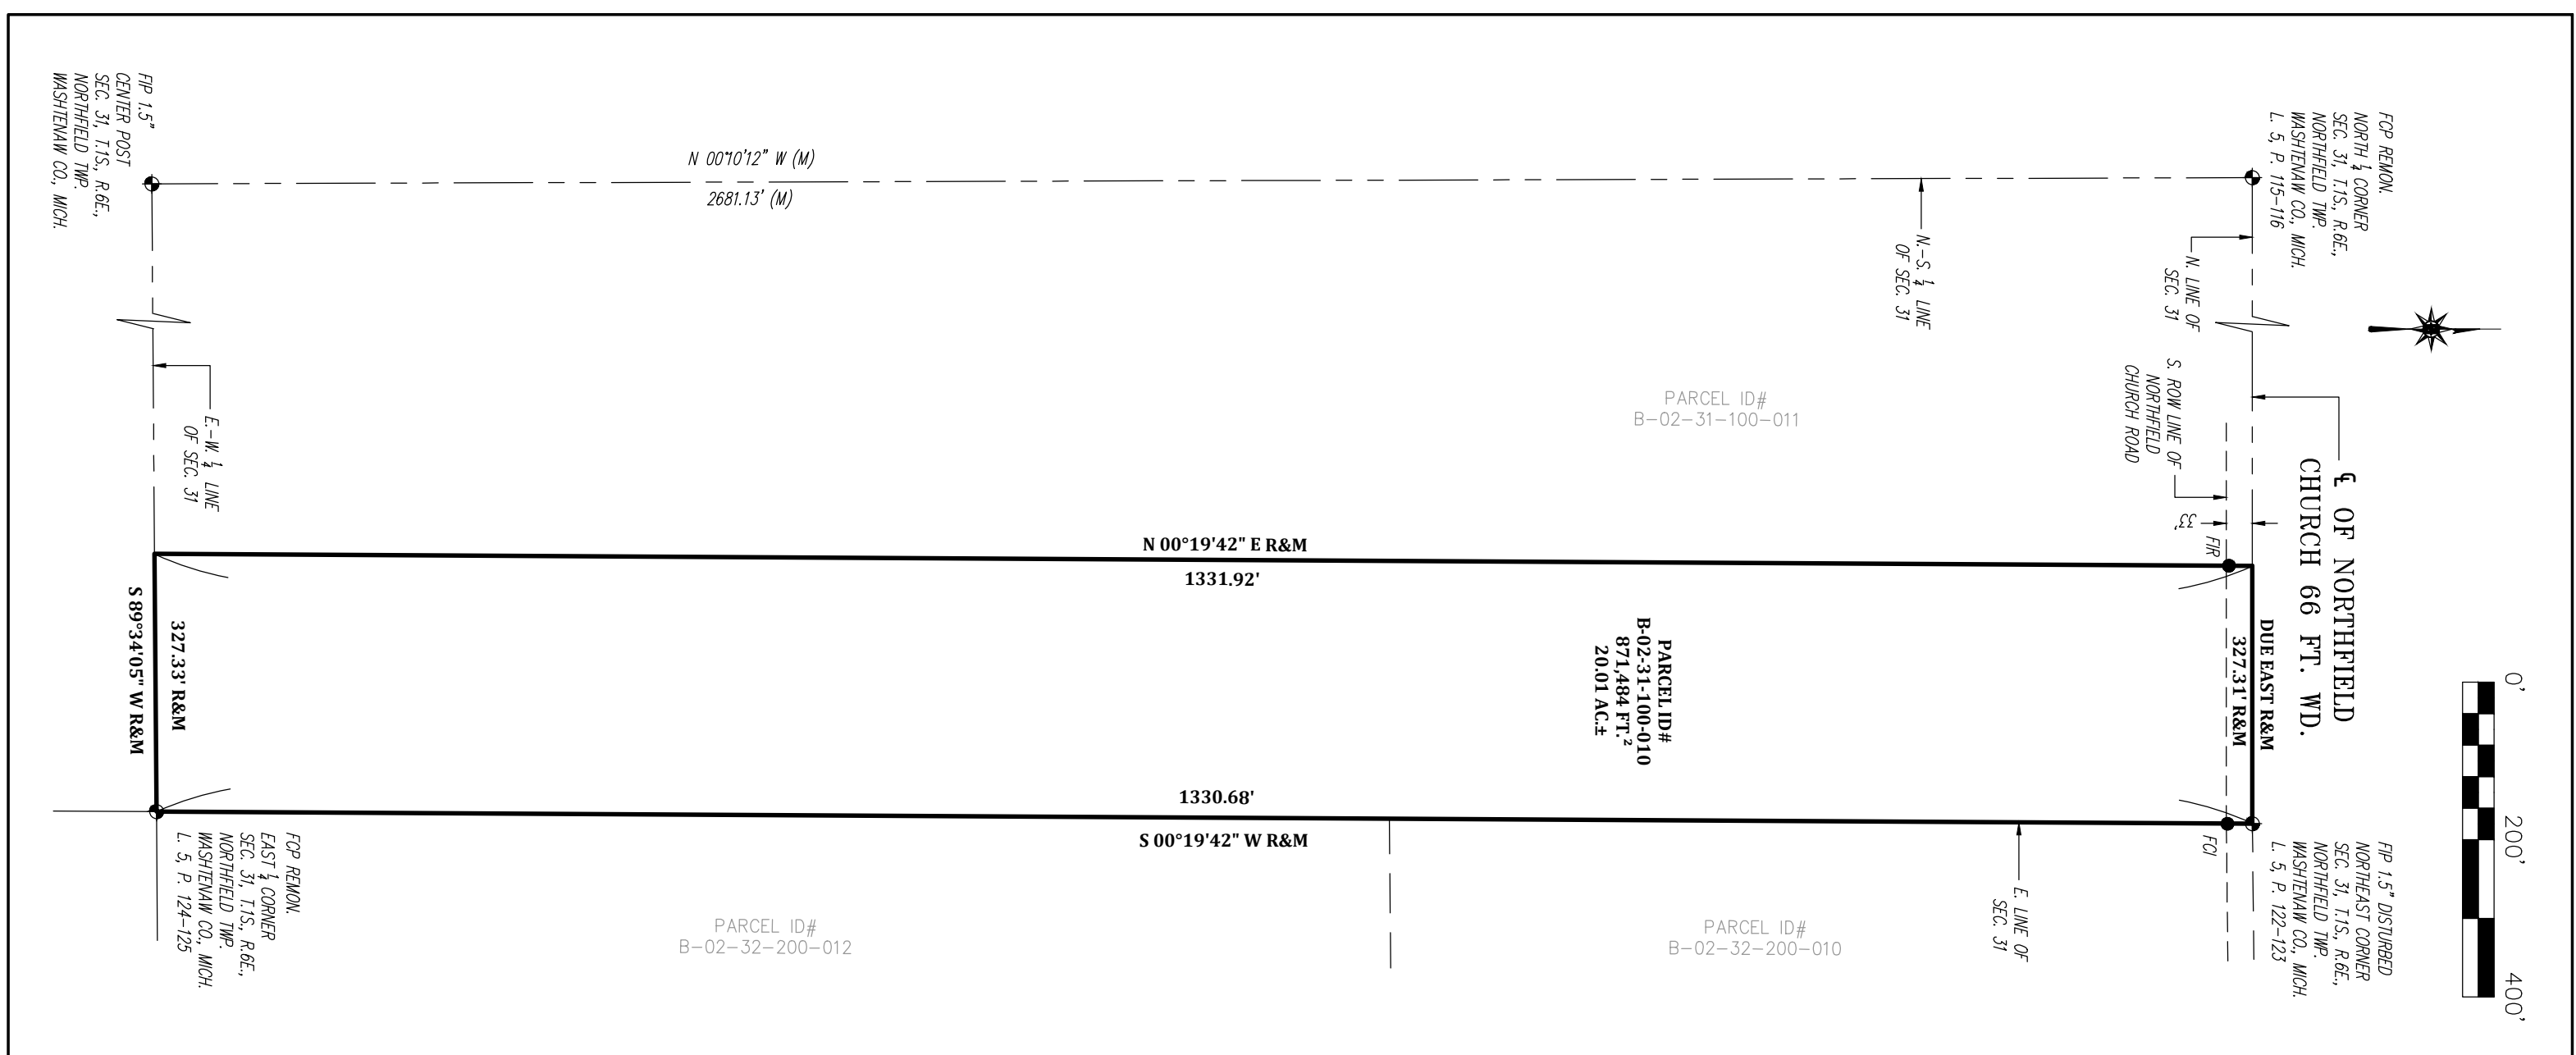 FCP REMON.
NORTH 1/4 CORNER
SEC. 31, T.1S., R.6E.,
NORTHFIELD TWP.
WASHTENAW CO., MICH.
L. 5, P. 115-116
FIP 1.5"
CENTER POST
SEC. 31, T.1S., R.6E.,
NORTHFIELD TWP.
WASHTENAW CO., MICH.
N 00°10'12" W (M)
2681.13' (M)
N.-S. 1/4 LINE
OF SEC. 31
N. LINE OF
SEC. 31
S. ROW LINE OF
NORTHFIELD
CHURCH ROAD
E.-W. 1/4 LINE
OF SEC. 31
PARCEL ID#
B-02-31-100-011
℄ OF NORTHFIELD
CHURCH 66 FT. WD.
33'
FIR
N 00°19'42" E R&M
1331.92'
DUE EAST R&M
327.31' R&M
327.33' R&M
S 89°34'05" W R&M
PARCEL ID#
B-02-31-100-010
871,484 FT.²
20.01 AC.±
1330.68'
S 00°19'42" W R&M
FCI
FIP 1.5" DISTURBED
NORTHEAST CORNER
SEC. 31, T.1S., R.6E.,
NORTHFIELD TWP.
WASHTENAW CO., MICH.
L. 5, P. 122-123
E. LINE OF
SEC. 31
FCP REMON.
EAST 1/4 CORNER
SEC. 31, T.1S., R.6E.,
NORTHFIELD TWP.
WASHTENAW CO., MICH.
L. 5, P. 124-125
PARCEL ID#
B-02-32-200-012
PARCEL ID#
B-02-32-200-010
0'
200'
400'